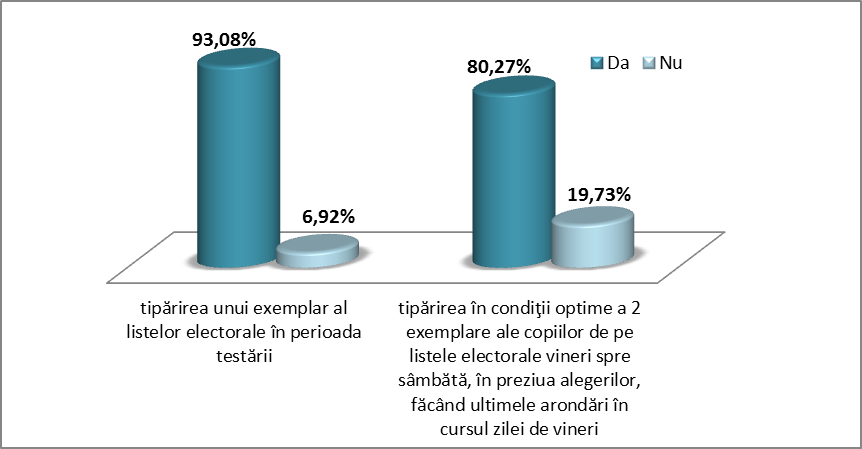 93,08%
80,27%
Da Nu
19,73%
6,92%
tipărirea unui exemplar al
listelor electorale în perioada
testării
tipărirea în condiţii optime a 2
exemplare ale copiilor de pe
listele electorale vineri spre
sâmbătă, în preziua alegerilor,
făcând ultimele arondări în
cursul zilei de vineri